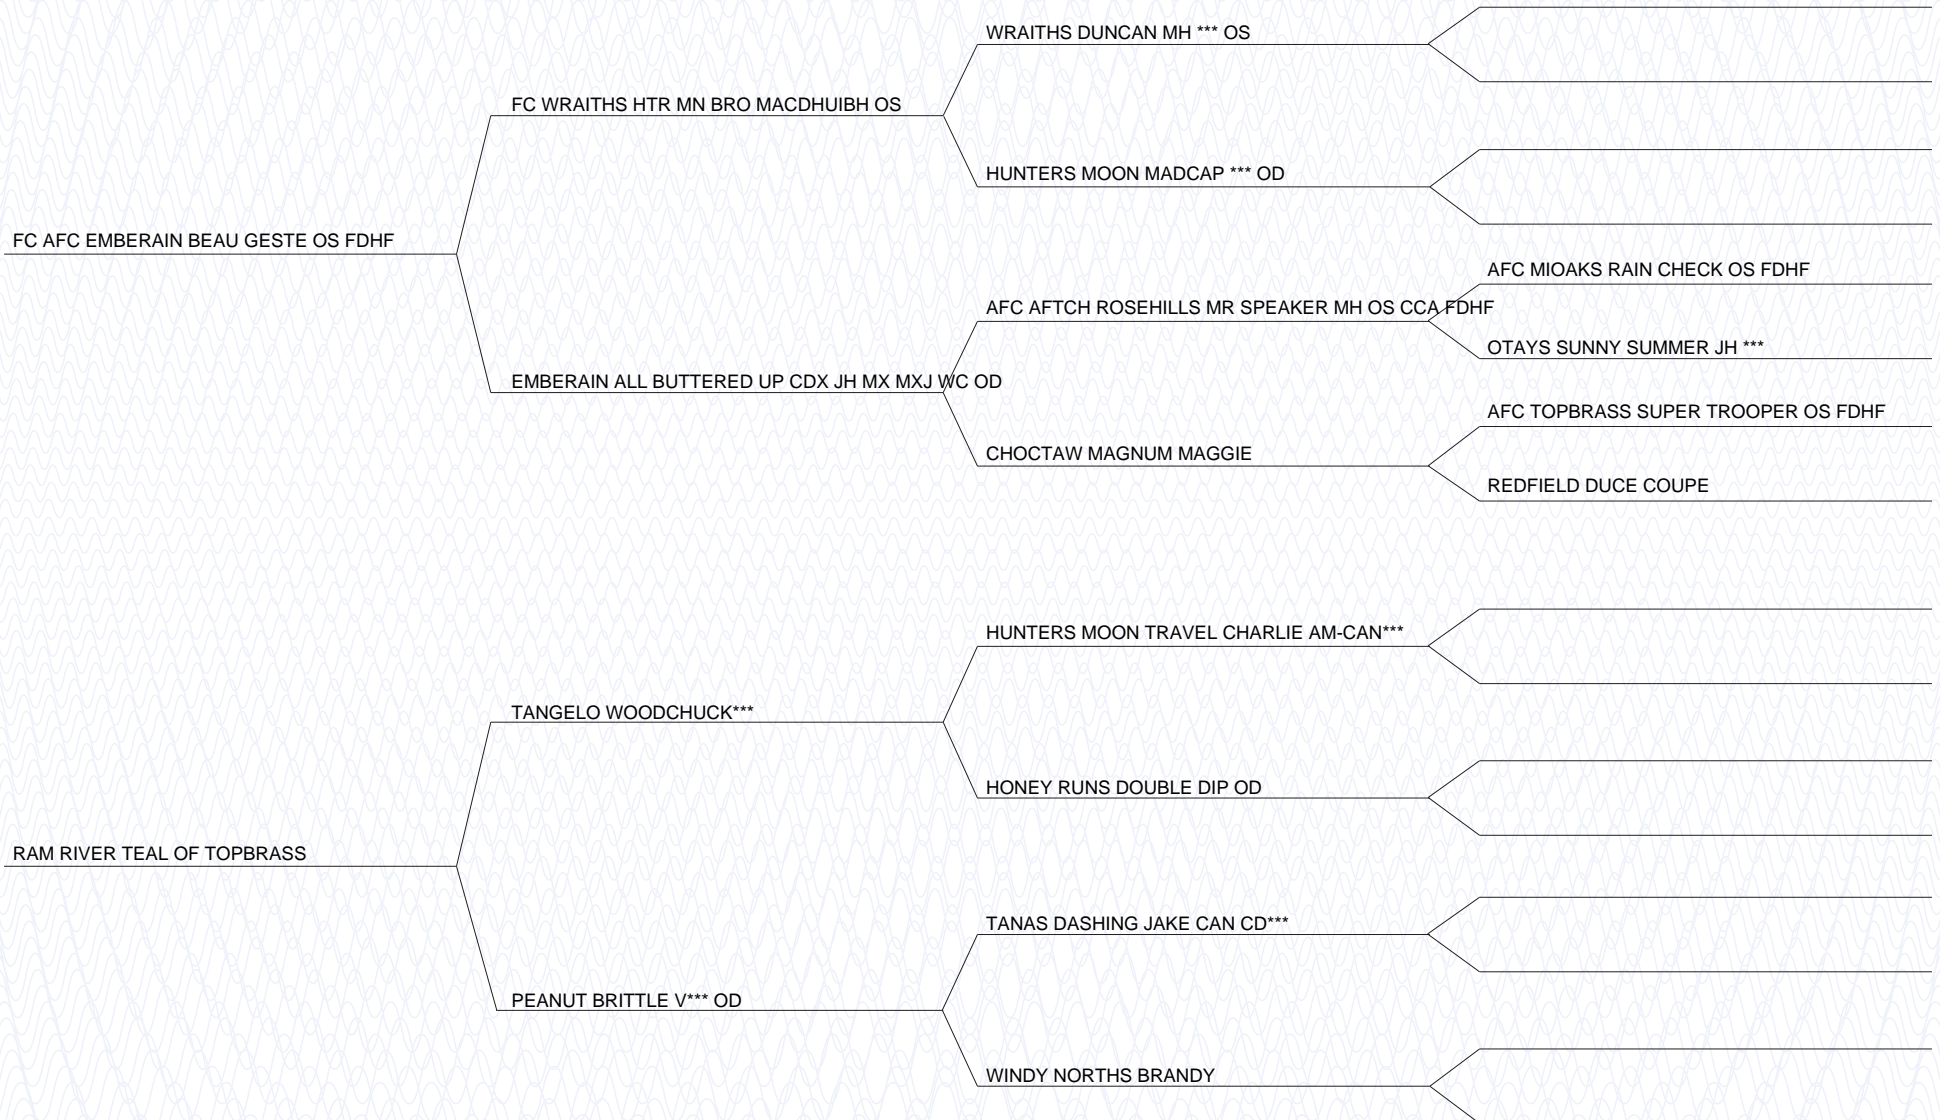 WRAITHS DUNCAN MH *** OS
FC WRAITHS HTR MN BRO MACDHUIBH OS
HUNTERS MOON MADCAP *** OD
FC AFC EMBERAIN BEAU GESTE OS FDHF
AFC MIOAKS RAIN CHECK OS FDHF
AFC AFTCH ROSEHILLS MR SPEAKER MH OS CCA FDHF
OTAYS SUNNY SUMMER JH ***
EMBERAIN ALL BUTTERED UP CDX JH MX MXJ WC OD
AFC TOPBRASS SUPER TROOPER OS FDHF
CHOCTAW MAGNUM MAGGIE
REDFIELD DUCE COUPE
HUNTERS MOON TRAVEL CHARLIE AM-CAN***
TANGELO WOODCHUCK***
HONEY RUNS DOUBLE DIP OD
RAM RIVER TEAL OF TOPBRASS
TANAS DASHING JAKE CAN CD***
PEANUT BRITTLE V*** OD
WINDY NORTHS BRANDY